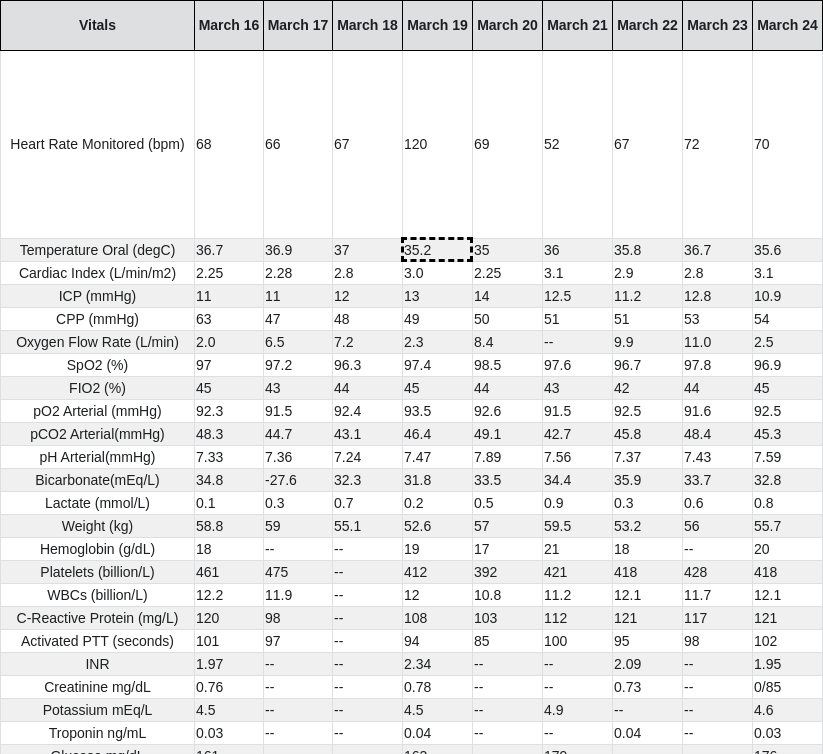 Vitals March 16 March 17 March 18 March 19 March 20 March 21 March 22 March 23 March 24
Heart Rate Monitored (bpm) 68 66 67 120 69 52 67 72 70
Temperature Oral (degC) 36.7 36.9 37 35.2 35 36 35.8 36.7 35.6
Cardiac Index (L/min/m2) 2.25 2.28 2.8 3.0 2.25 3.1 2.9 2.8 3.1
ICP (mmHg) 11 11 12 13 14 12.5 11.2 12.8 10.9
CPP (mmHg) 63 47 48 49 50 51 51 53 54
Oxygen Flow Rate (L/min) 2.0 6.5 7.2 2.3 8.4 -- 9.9 11.0 2.5
SpO2 (%) 97 97.2 96.3 97.4 98.5 97.6 96.7 97.8 96.9
FIO2 (%) 45 43 44 45 44 43 42 44 45
pO2 Arterial (mmHg) 92.3 91.5 92.4 93.5 92.6 91.5 92.5 91.6 92.5
pCO2 Arterial(mmHg) 48.3 44.7 43.1 46.4 49.1 42.7 45.8 48.4 45.3
pH Arterial(mmHg) 7.33 7.36 7.24 7.47 7.89 7.56 7.37 7.43 7.59
Bicarbonate(mEq/L) 34.8 -27.6 32.3 31.8 33.5 34.4 35.9 33.7 32.8
Lactate (mmol/L) 0.1 0.3 0.7 0.2 0.5 0.9 0.3 0.6 0.8
Weight (kg) 58.8 59 55.1 52.6 57 59.5 53.2 56 55.7
Hemoglobin (g/dL) 18 -- -- 19 17 21 18 -- 20
Platelets (billion/L) 461 475 -- 412 392 421 418 428 418
WBCs (billion/L) 12.2 11.9 -- 12 10.8 11.2 12.1 11.7 12.1
C-Reactive Protein (mg/L) 120 98 -- 108 103 112 121 117 121
Activated PTT (seconds) 101 97 -- 94 85 100 95 98 102
INR 1.97 -- -- 2.34 -- -- 2.09 -- 1.95
Creatinine mg/dL 0.76 -- -- 0.78 -- -- 0.73 -- 0/85
Potassium mEq/L 4.5 -- -- 4.5 -- 4.9 -- -- 4.6
Troponin ng/mL 0.03 -- -- 0.04 -- -- 0.04 -- 0.03